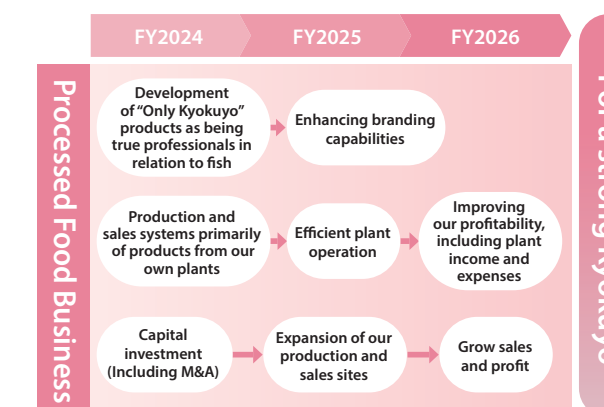 FY2024
FY2025
FY2026
Processed Food Business
Development
of “Only Kyokuyo”
products as being
true professionals in
relation to fish
Enhancing branding
capabilities
Production and
sales systems primarily
of products from our
own plants
Efficient plant
operation
Improving
our profitability,
including plant
income and
expenses
Capital
investment
(Including M&A)
Expansion of our
production and
sales sites
Grow sales
and profit
a strong Kyokuyo